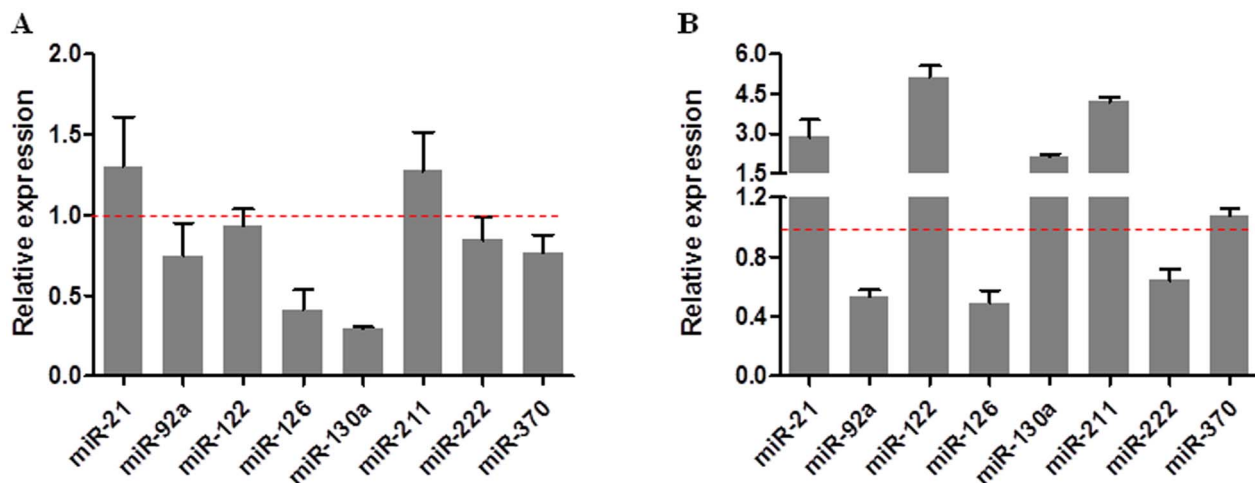 A
Relative expression
2.0
1.5
1.0
0.5
0.0
miR-21
miR-92a
miR-122
miR-126
miR-130a
miR-211
miR-222
miR-370
B
Relative expression
6.0
4.5
3.0
1.5
1.2
0.8
0.4
0.0
miR-21
miR-92a
miR-122
miR-126
miR-130a
miR-211
miR-222
miR-370